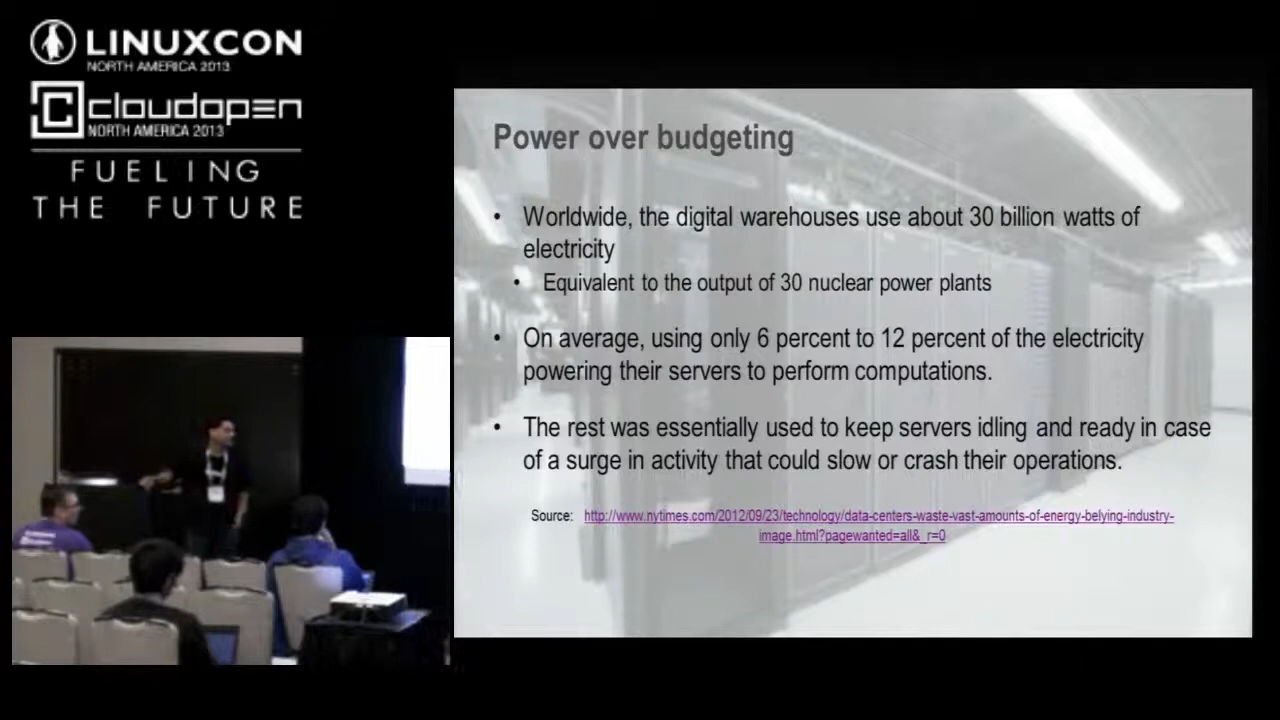 LINUXCON
NORTH AMERICA 2013
cloudopen
NORTH AMERICA 2013
FUELING
THE FUTURE
Power over budgeting
• Worldwide, the digital warehouses use about 30 billion watts of
electricity
• Equivalent to the output of 30 nuclear power plants
• On average, using only 6 percent to 12 percent of the electricity
powering their servers to perform computations.
• The rest was essentially used to keep servers idling and ready in case
of a surge in activity that could slow or crash their operations.
Source: http://www.nytimes.com/2012/09/23/technology/data-centers-waste-vast-amounts-of-energy-belying-industry-
image.html?pagewanted=all&_r=0